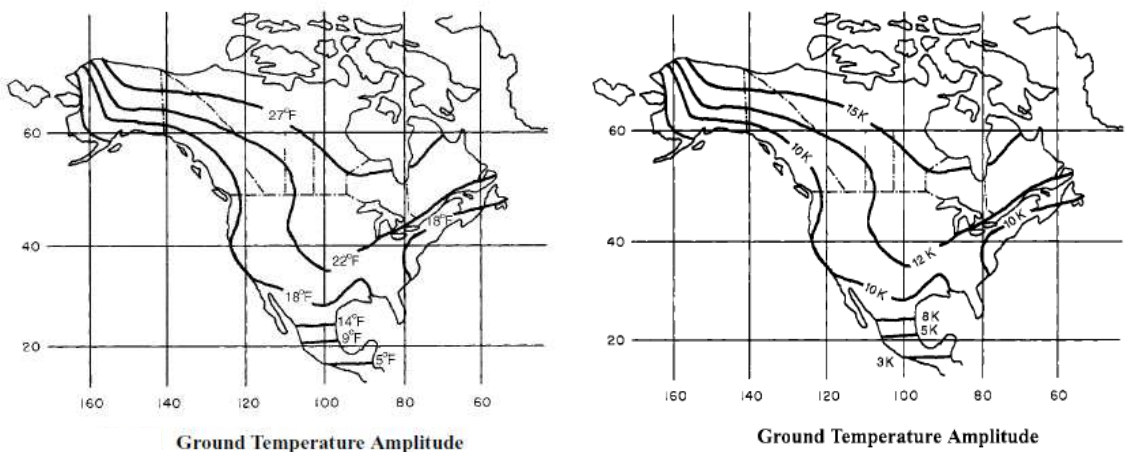 27°F
60
18°F
40
22°F
18°F
14°F
9°F
20
5°F
160 140 120 100 80 60
Ground Temperature Amplitude
15K
60
10K
10K
40
12K
10K
8K
5K
20
3K
160 140 120 100 80 60
Ground Temperature Amplitude